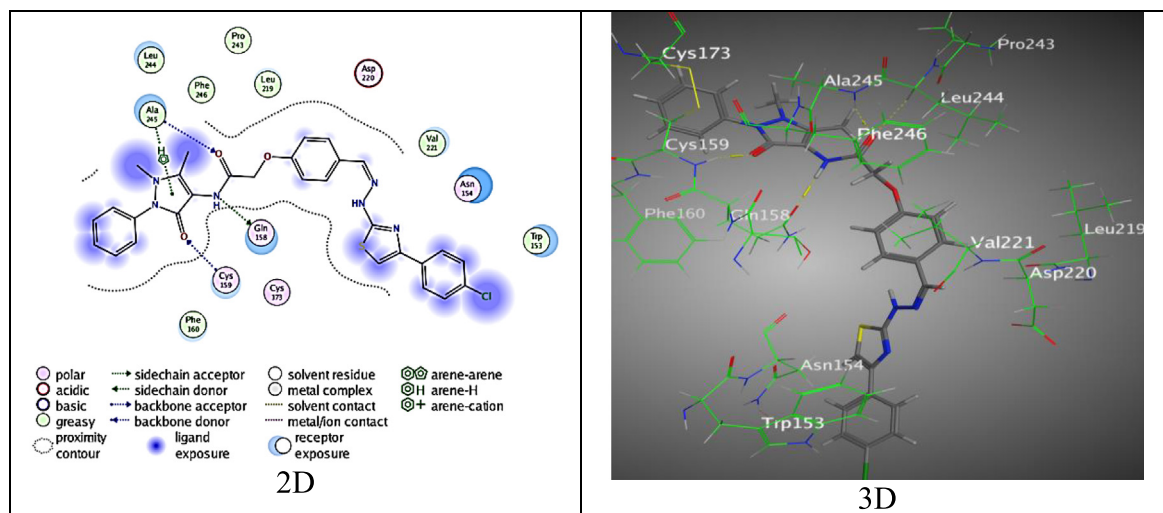 Pro
243
Leu
244
Phe
246
Leu
219
Asp
220
Ala
245
H
Val
221
O
O
N
N
N
H
O
Asn
154
N
HN
N
S
Gln
158
Trp
153
Cys
159
Cys
173
Cl
Phe
160
polar
acidic
basic
greasy
proximity
contour
sidechain acceptor
sidechain donor
backbone acceptor
backbone donor
ligand
exposure
solvent residue
metal complex
solvent contact
metal/ion contact
receptor
exposure
arene-arene
H arene-H
+ arene-cation
2D
Cys173
Pro243
Ala245
Leu244
Phe246
Cys159
Phe160
Gln158
Val221
Leu219
Asp220
Asn154
Trp153
3D